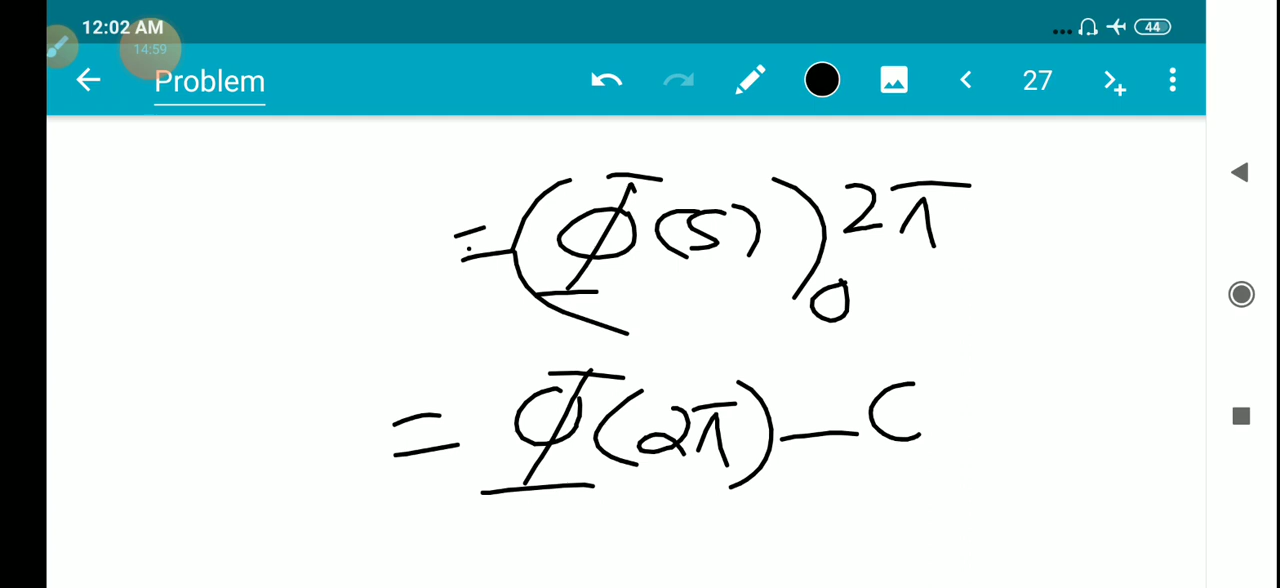 12:02 AM
44
14:59
Problem
27
= (Φ(s))₀^2π
= Φ(2π) – C